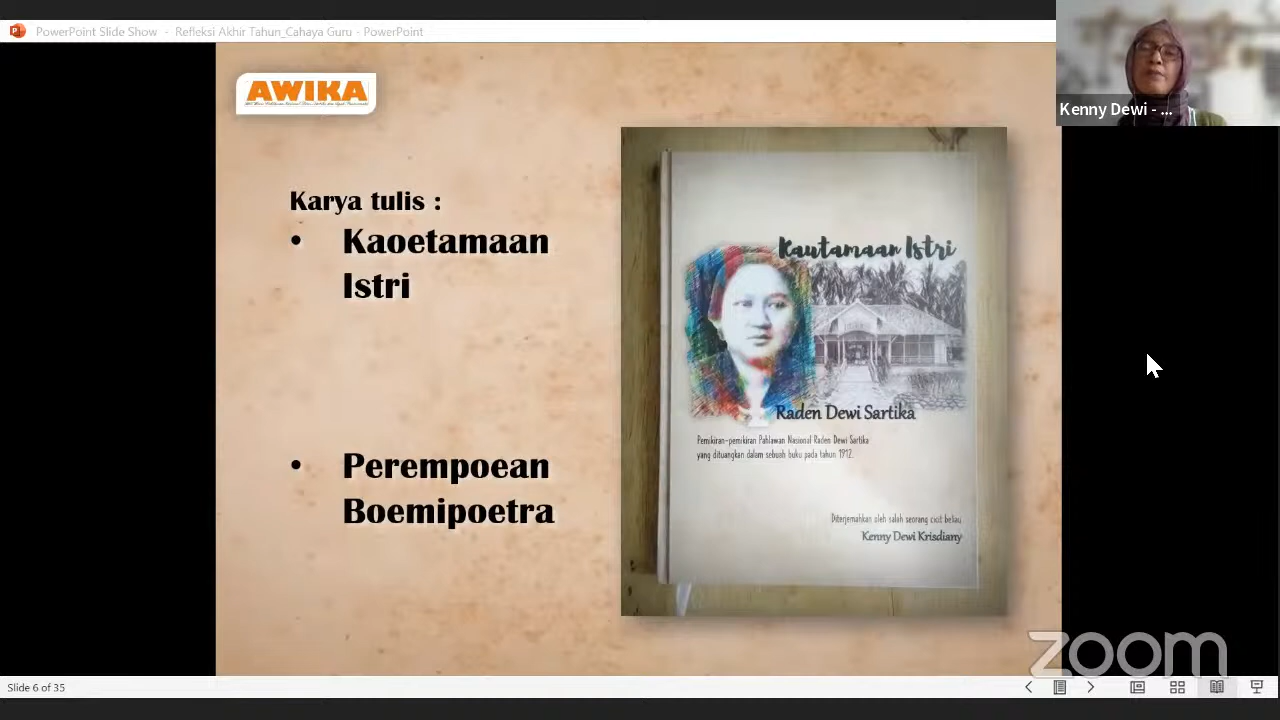 PowerPoint Slide Show - Refleksi Akhir Tahun_Cahaya Guru - PowerPoint
Kenny Dewi - ...
AWIKA
Karya tulis :
• Kaoetamaan
Istri
• Perempoean
Boemipoetra
Kautamaan Istri
Raden Dewi Sartika
Pemikiran-pemikiran Pahlawan Nasional Raden Dewi Sartika
yang dituangkan dalam sebuah buku pada tahun 1912.
Diterjemahkan oleh salah seorang cicit beliau
Kenny Dewi Krisdiany
zoom
Slide 6 of 35